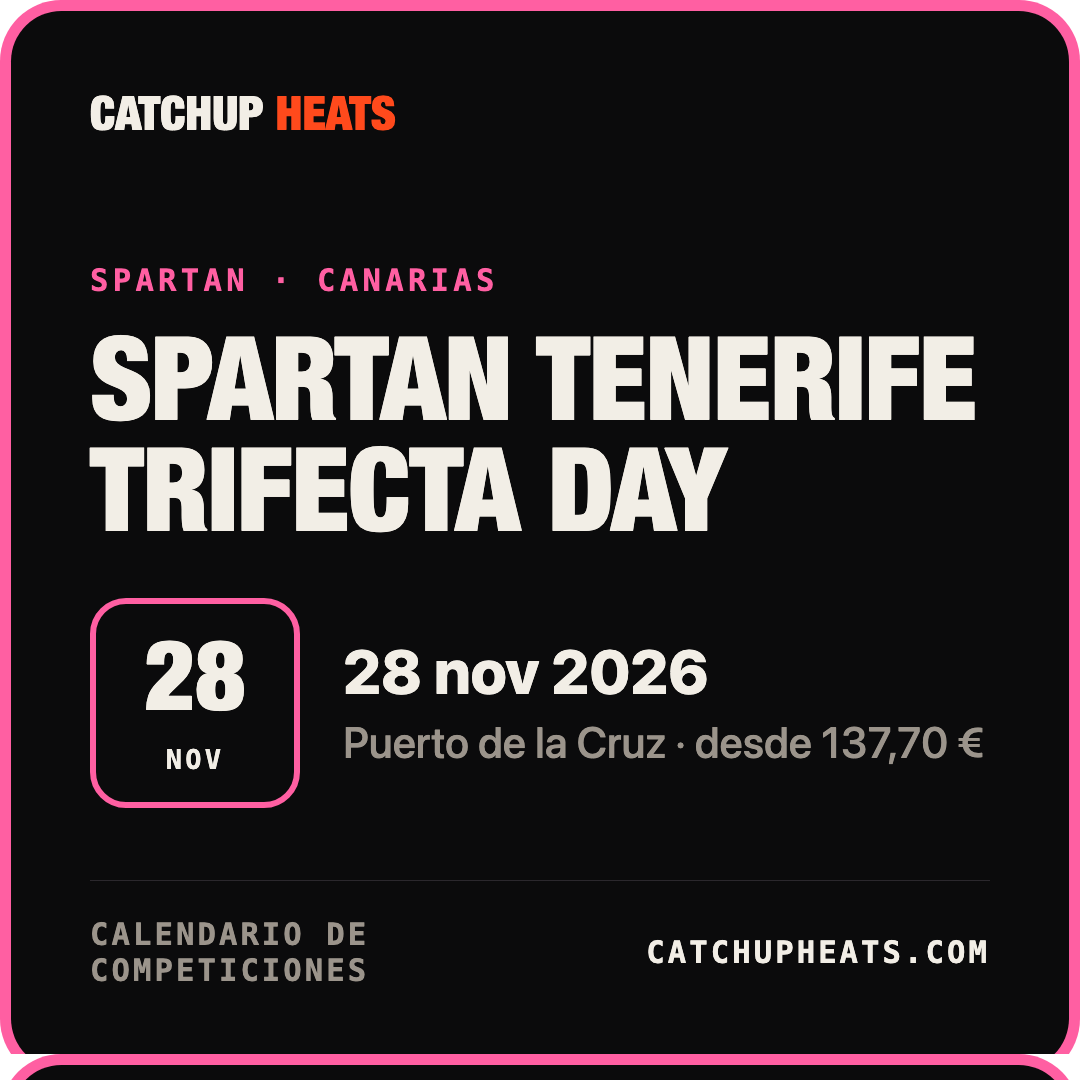 CATCHUP HEATS
SPARTAN · CANARIAS
SPARTAN TENERIFE
TRIFECTA DAY
28
NOV
28 nov 2026
Puerto de la Cruz · desde 137,70 €
CALENDARIO DE
COMPETICIONES
CATCHUPHEATS.COM